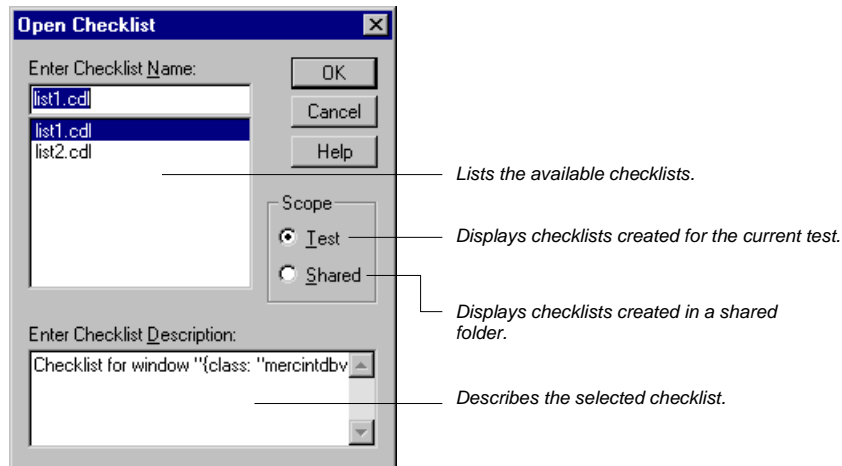 Open Checklist
Enter Checklist Name:
list1.cdl
list1.cdl
list2.cdl
OK
Cancel
Help
Scope
Test
Shared
Enter Checklist Description:
Checklist for window "{class: "mercintdbv
Lists the available checklists.
Displays checklists created for the current test.
Displays checklists created in a shared
folder.
Describes the selected checklist.